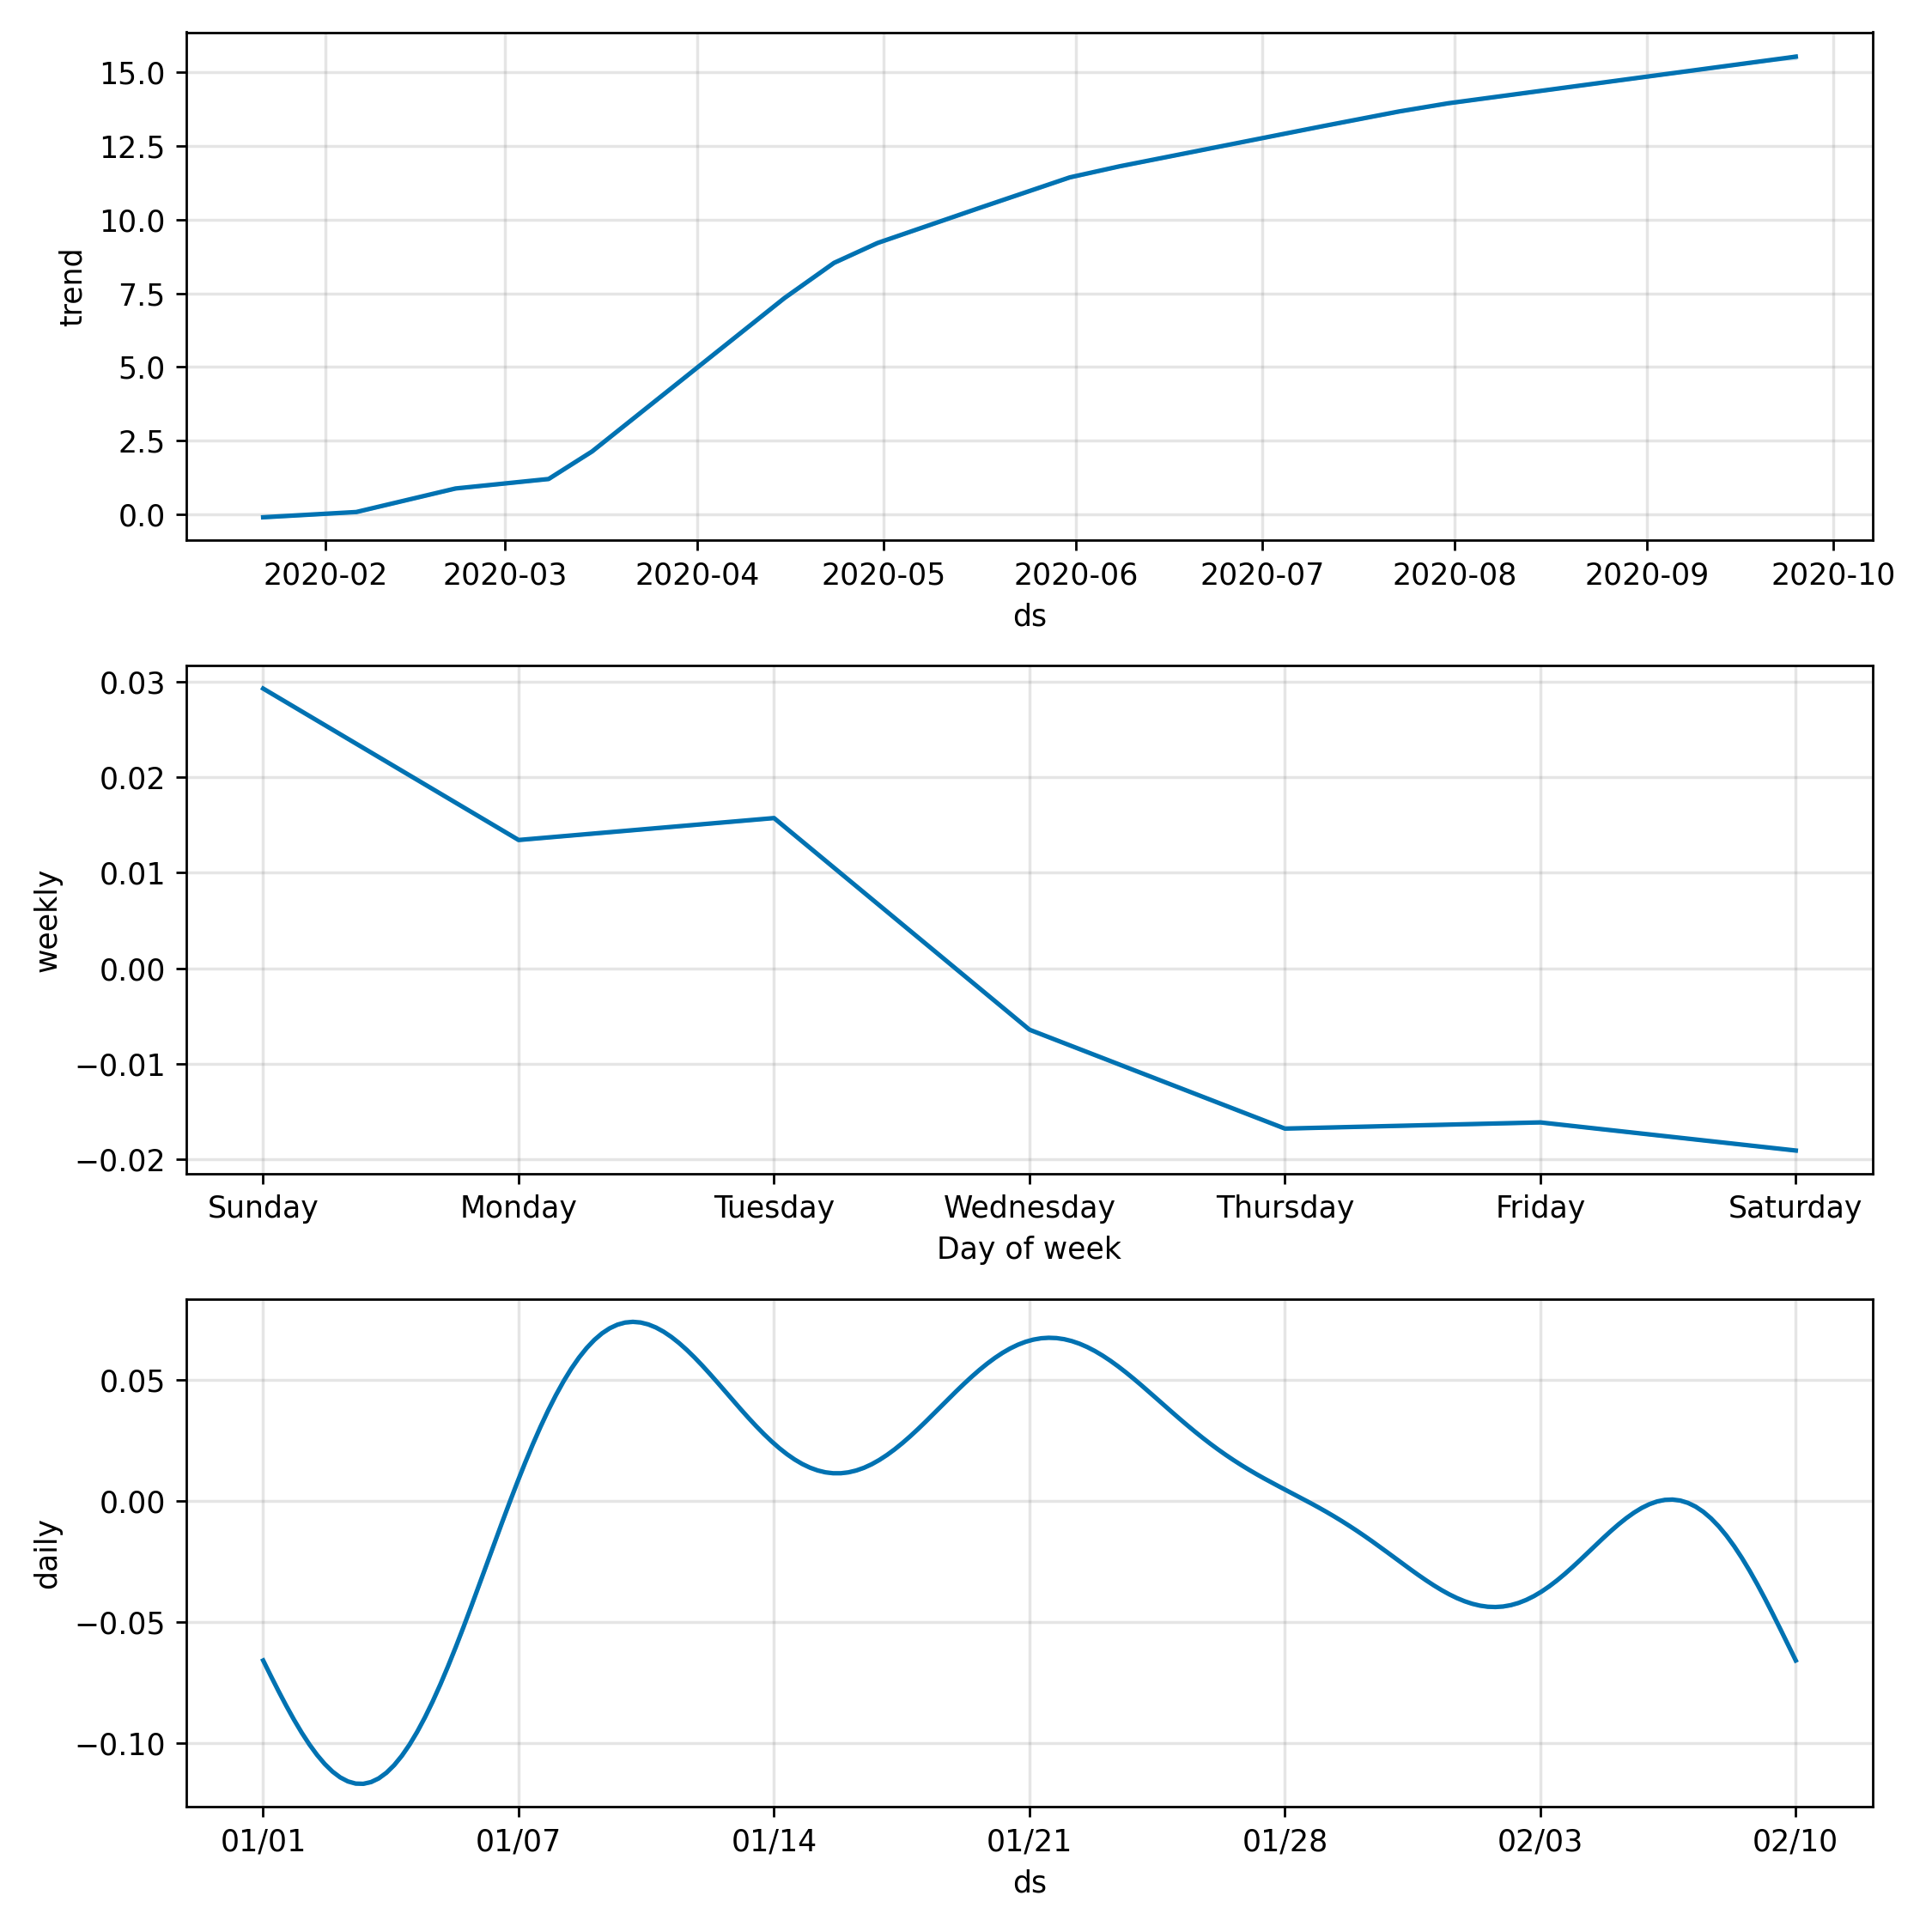 15.0
12.5
10.0
7.5
5.0
2.5
0.0
trend
2020-02 2020-03 2020-04 2020-05 2020-06 2020-07 2020-08 2020-09 2020-10
ds
0.03
0.02
0.01
0.00
−0.01
−0.02
weekly
Sunday Monday Tuesday Wednesday Thursday Friday Saturday
Day of week
0.05
0.00
−0.05
−0.10
daily
01/01 01/07 01/14 01/21 01/28 02/03 02/10
ds